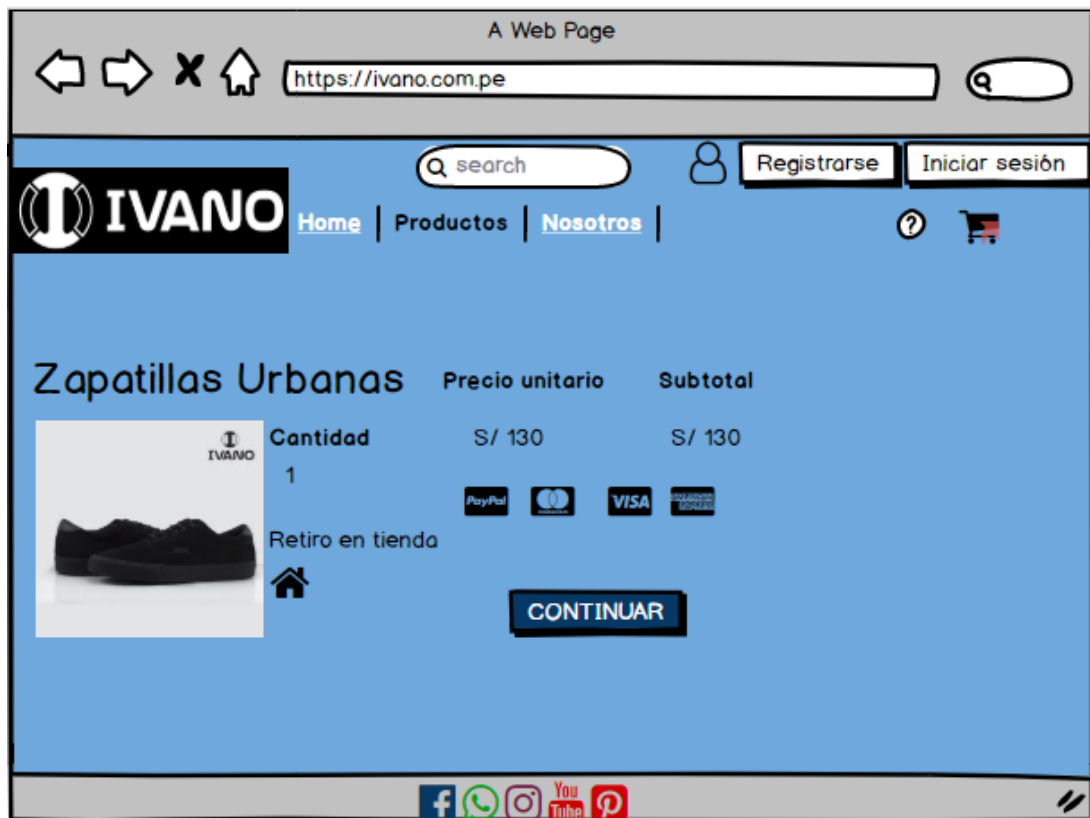 A Web Page
https://ivano.com.pe
search
Registrarse
Iniciar sesión
IVANO
Home
Productos
Nosotros
?
Zapatillas Urbanas
Precio unitario
Subtotal
IVANO
Cantidad
S/ 130
S/ 130
1
PayPal
VISA
Retiro en tienda
CONTINUAR
You
Tube